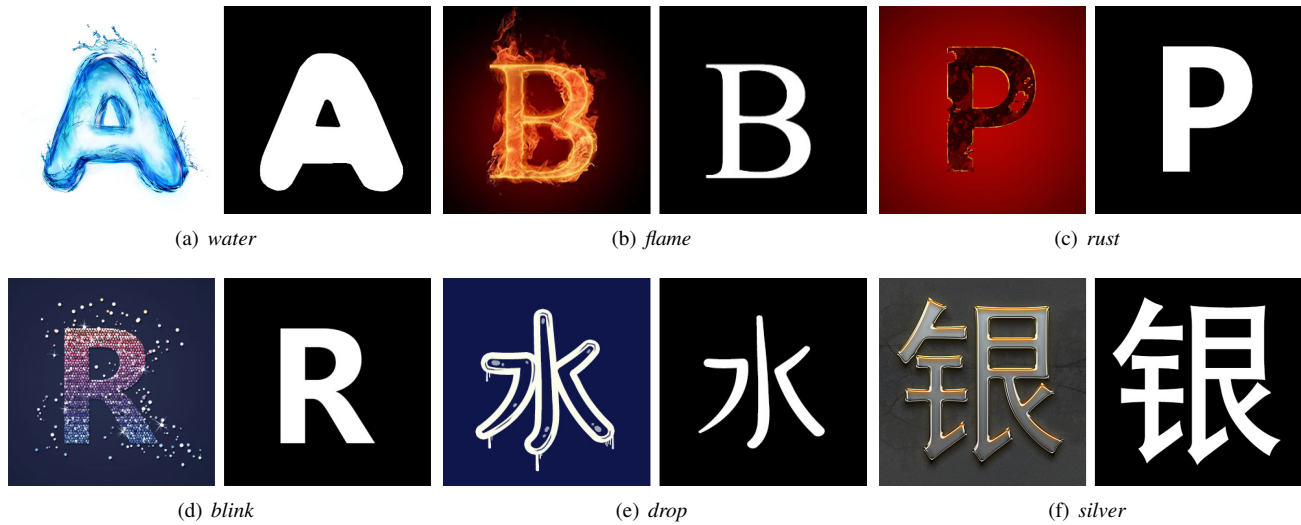 A A B B P P
(a) water (b) flame (c) rust
R R 水 水 银 银
(d) blink (e) drop (f) silver